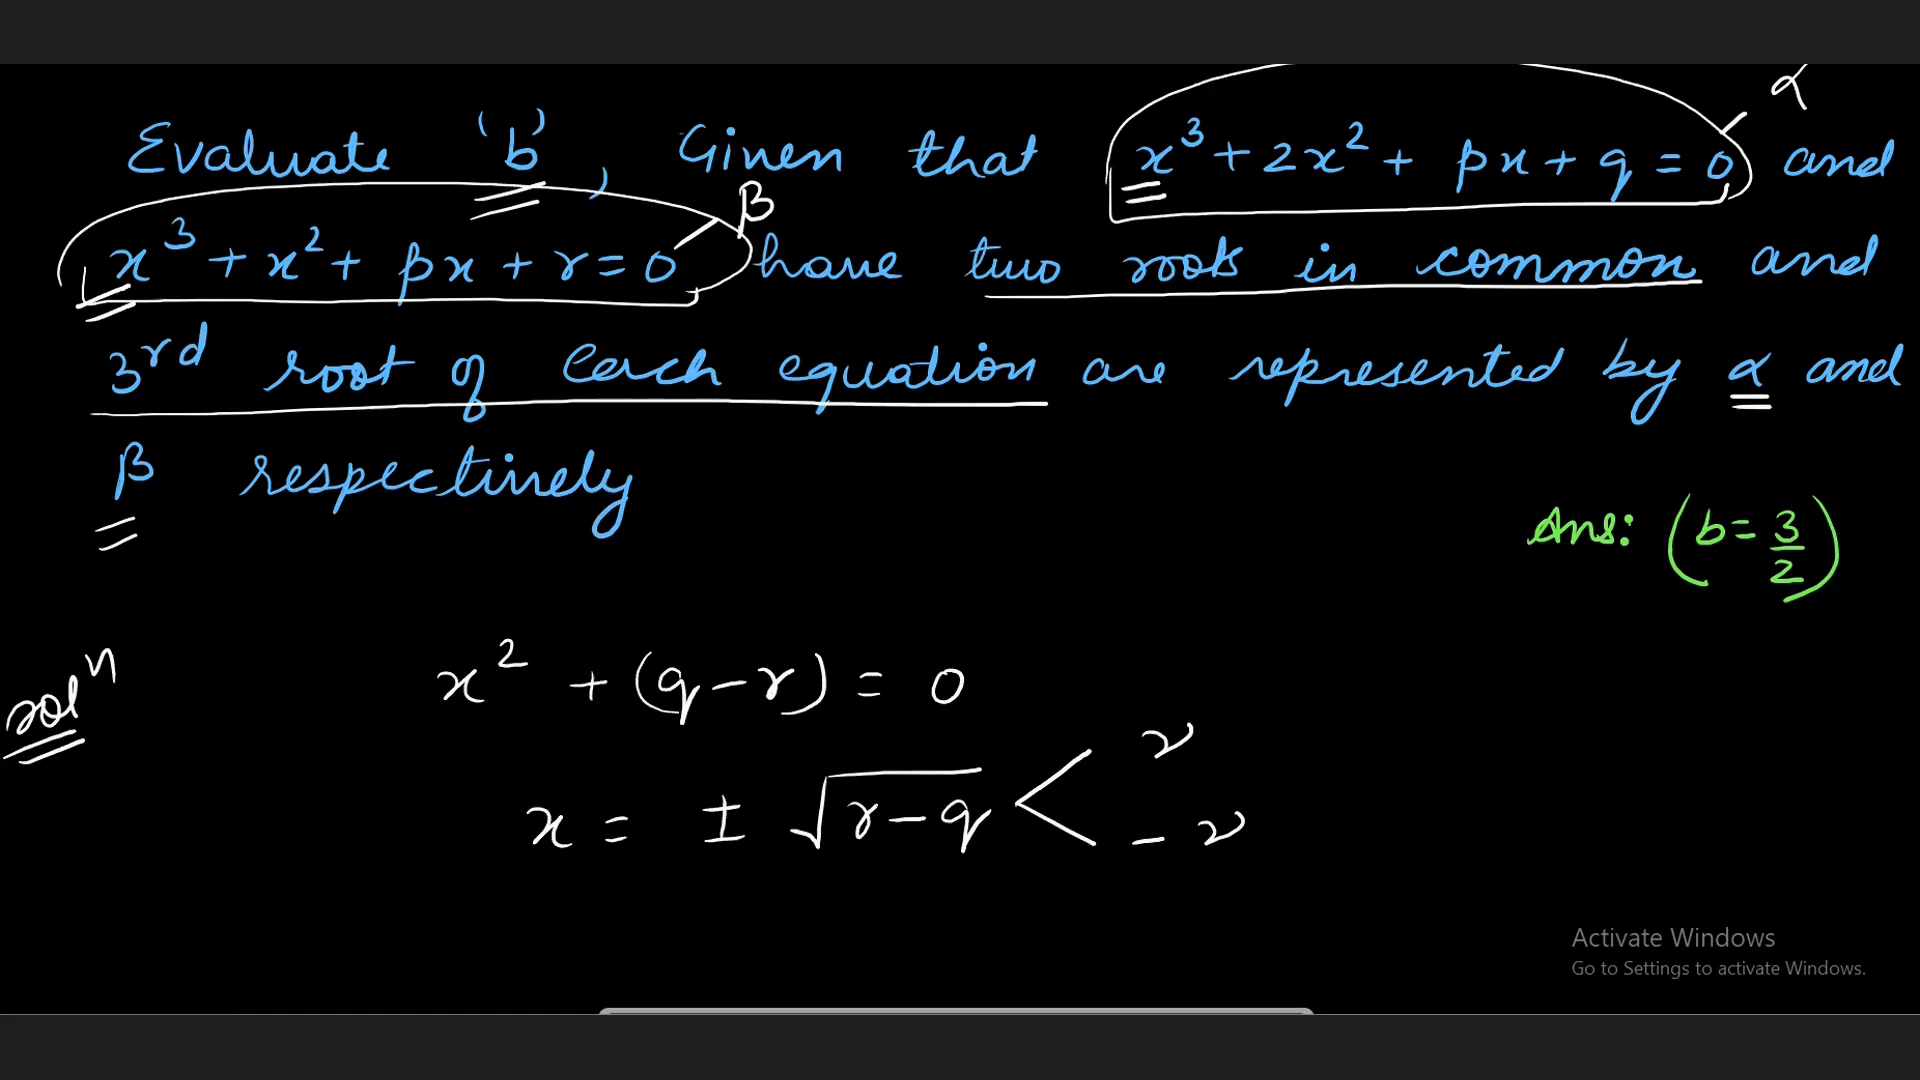 α
Evaluate 'b', Given that x³ + 2x² + px + q = 0 and
β
x³ + x² + px + r = 0 have two roots in common and
3rd root of each equation are represented by α and
β respectively
Ans: (b = 3/2)
solⁿ
x² + (q - r) = 0
x = ± √r - q < ν
- ν
Activate Windows
Go to Settings to activate Windows.